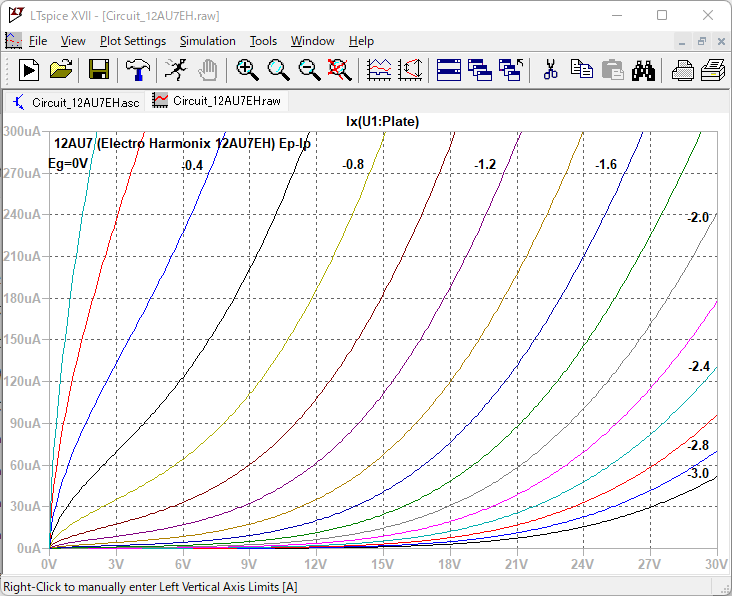 LTspice XVII - [Circuit_12AU7EH.raw]
File View Plot Settings Simulation Tools Window Help
Circuit_12AU7EH.asc Circuit_12AU7EH.raw
Ix(U1:Plate)
300uA
12AU7 (Electro Harmonix 12AU7EH) Ep-Ip
Eg=0V -0.4 -0.8 -1.2 -1.6
270uA
240uA -2.0
210uA
180uA
150uA
120uA -2.4
90uA
-2.8
60uA -3.0
30uA
0uA
0V 3V 6V 9V 12V 15V 18V 21V 24V 27V 30V
Right-Click to manually enter Left Vertical Axis Limits [A]